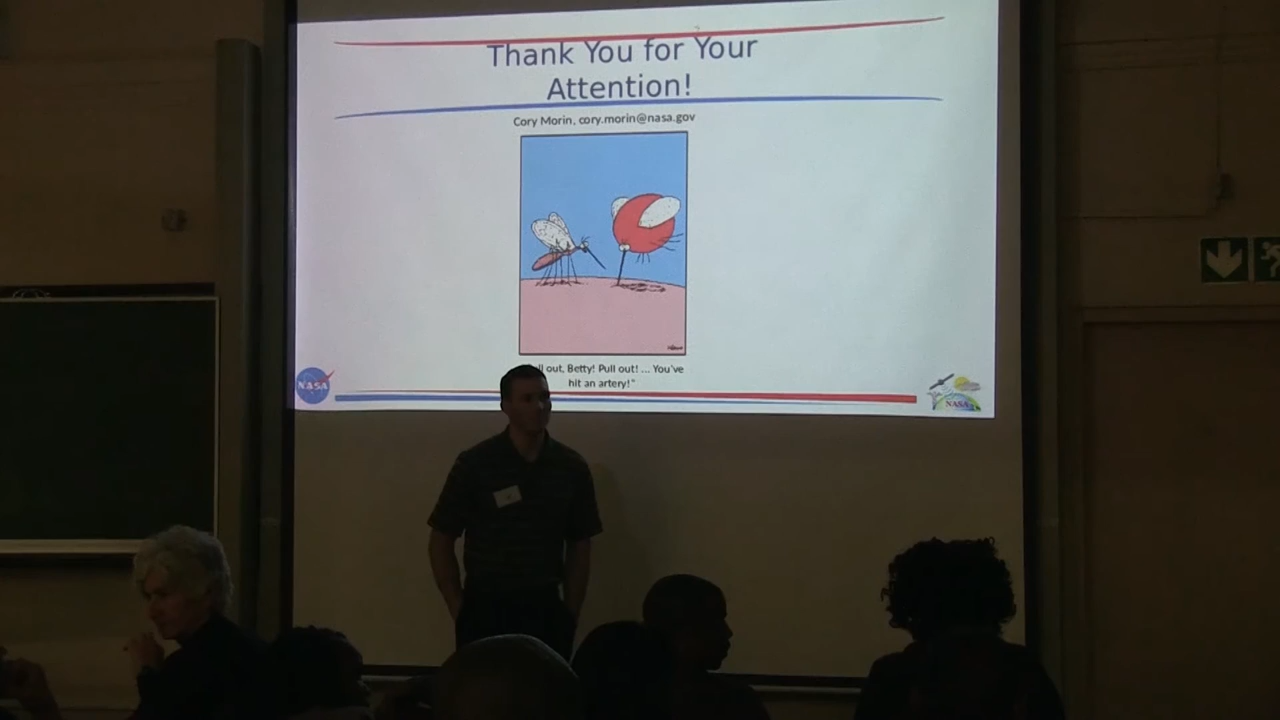 Thank You for Your
Attention!
Cory Morin, cory.morin@nasa.gov
out, Betty! Pull out! ... You've
hit an artery!"
NASA
NASA